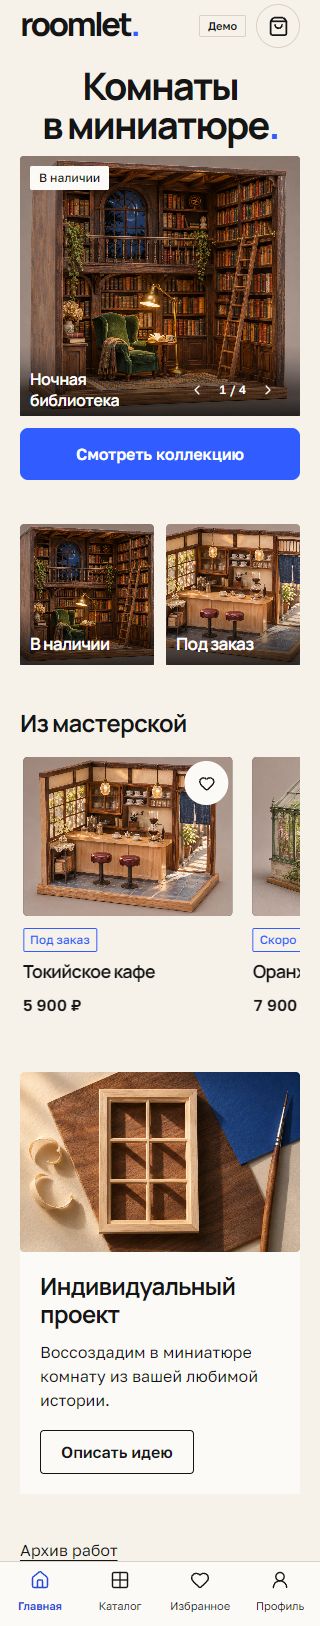 roomlet.
Демо
Комнаты
в миниатюре.
В наличии
Ночная
библиотека
1 / 4
Смотреть коллекцию
В наличии
Под заказ
Из мастерской
Под заказ
Скоро
Токийское кафе
5 900 ₽
7 900
Индивидуальный
проект
Воссоздадим в миниатюре
комнату из вашей любимой
истории.
Описать идею
Архив работ
Главная
Каталог
Избранное
Профиль